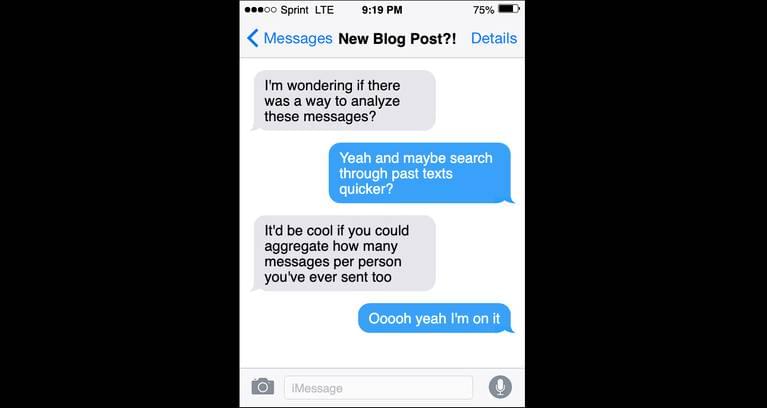 Sprint LTE 9:19 PM 75%
Messages New Blog Post?! Details
I'm wondering if there
was a way to analyze
these messages?
Yeah and maybe search
through past texts
quicker?
It'd be cool if you could
aggregate how many
messages per person
you've ever sent too
Ooooh yeah I'm on it
iMessage